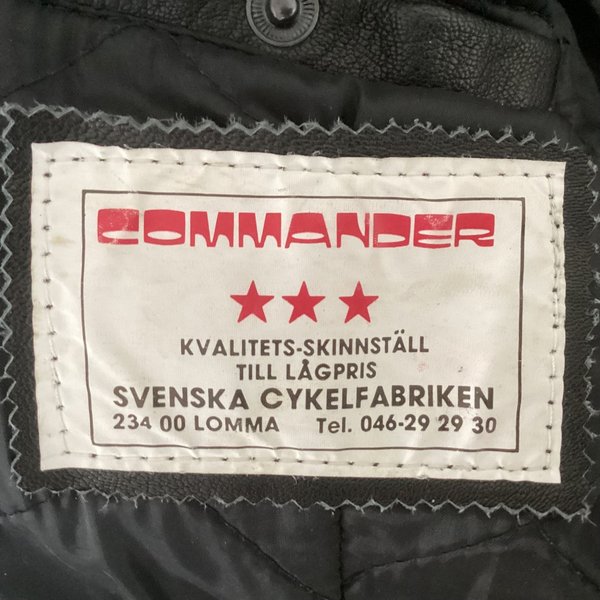 COMMANDER
KVALITETS-SKINNSTÄLL
TILL LÅGPRIS
SVENSKA CYKELFABRIKEN
234 00 LOMMA Tel. 046-29 29 30